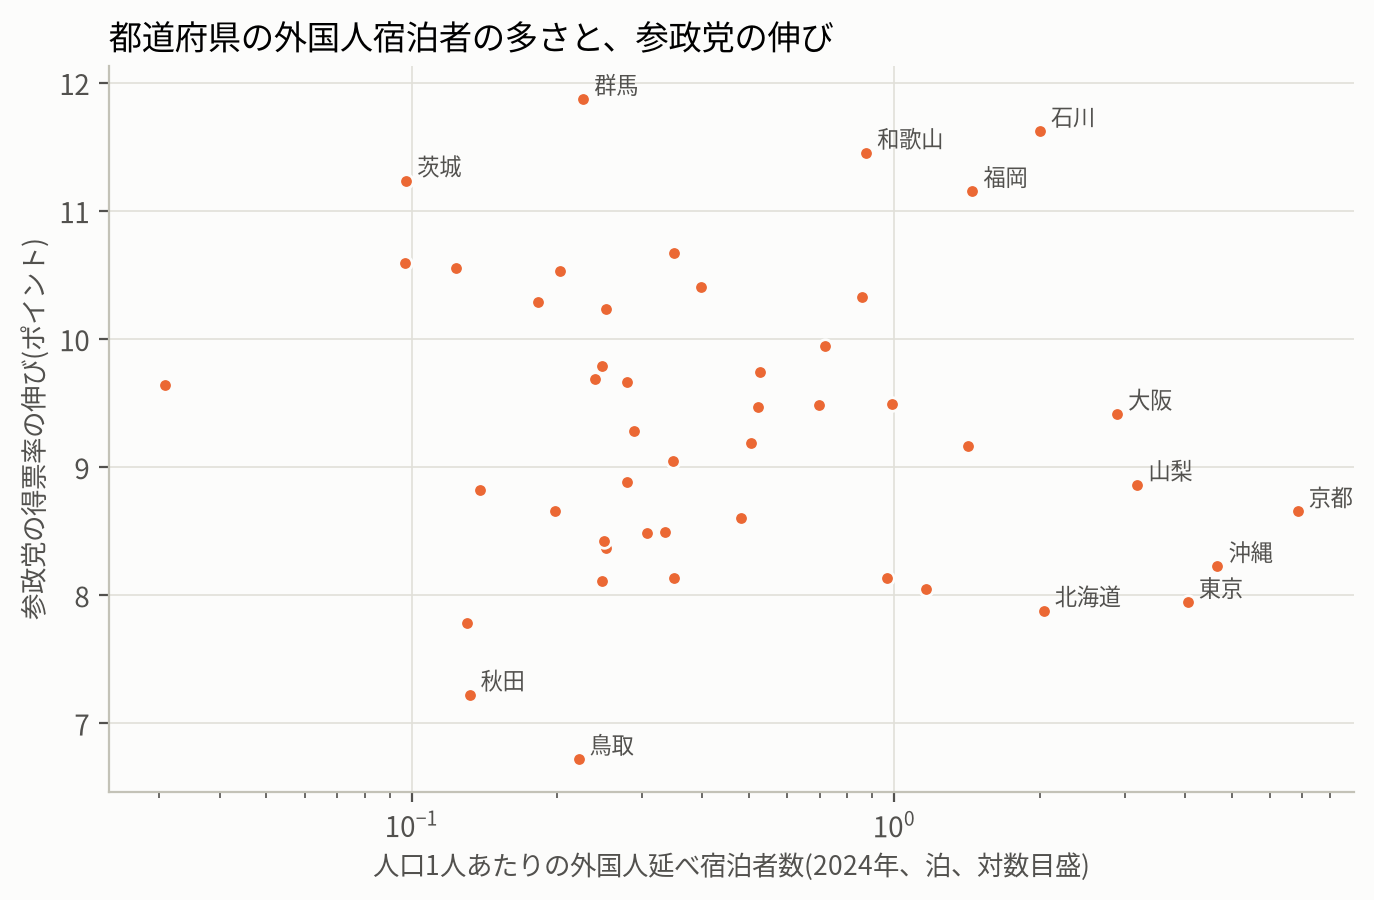 都道府県の外国人宿泊者の多さと、参政党の伸び
参政党の得票率の伸び(ポイント)
12
11
10
9
8
7
群馬
石川
和歌山
茨城
福岡
大阪
山梨
京都
沖縄
東京
北海道
秋田
鳥取
10⁻¹
10⁰
人口1人あたりの外国人延べ宿泊者数(2024年、泊、対数目盛)